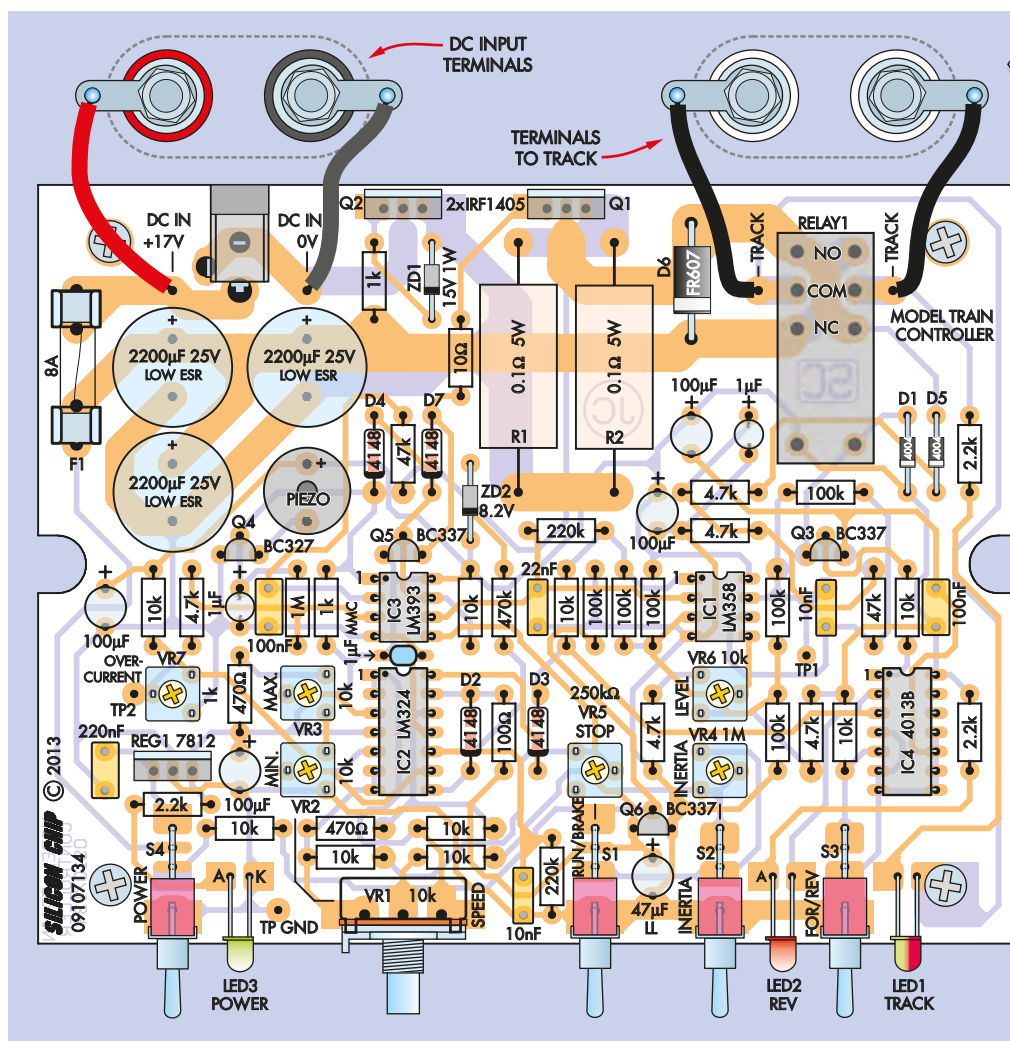 DC INPUT
TERMINALS
TERMINALS
TO TRACK
Q2
2xIRF1405
Q1
DC IN
+17V
DC IN
0V
1k
ZD1
15V 1W
D6
FR607
TRACK
RELAY1
NO
COM
NC
TRACK
MODEL TRAIN
CONTROLLER
8A
F1
+
2200µF 25V
LOW ESR
+
2200µF 25V
LOW ESR
+
2200µF 25V
LOW ESR
10Ω
0.1Ω 5W
R1
0.1Ω 5W
R2
100µF
+
1µF
+
SC
JC
D1
D5
4004
4004
2.2k
D4
D7
4148
47k
4148
+
PIEZO
ZD2
8.2V
+
100µF
4.7k
100k
4.7k
220k
Q4
BC327
Q5
BC337
Q3
BC337
+
100µF
10k
4.7k
+
1µF
100nF
1M
1k
1
IC3
LM393
10k
470k
22nF
10k
100k
100k
100k
1
IC1
LM358
100k
10nF
47k
10k
100nF
OVER-
CURRENT
VR7
1k
TP2
470Ω
MAX.
VR3
10k
1µF MMC
1
IC2 LM324
D2
4148
100Ω
D3
4148
250kΩ
VR5
STOP
VR6 10k
LEVEL
4.7k
VR4 1M
INERTIA
TP1
100k
4.7k
10k
1
IC4 4013B
2.2k
220nF
REG1 7812
+
100µF
MIN.
VR2
10k
2.2k
10k
470Ω
10k
10k
10k
Q6
BC337
© 2013
SILICON CHIP
09107134
S4
POWER
A
K
TP GND
VR1 10k
SPEED
10nF
220k
RUN/BRAKE
S1
+
47µF
LL
INERTIA
S2
A
FOR/REV
S3
LED3
POWER
LED2
REV
LED1
TRACK